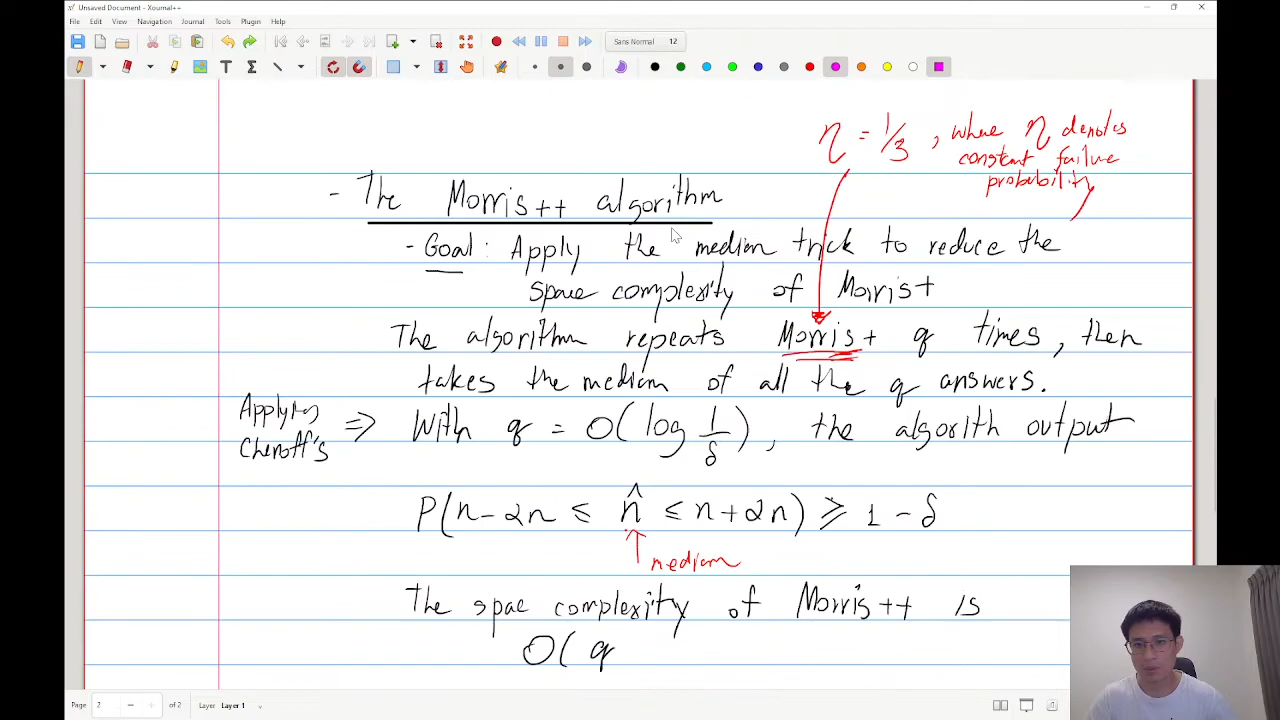 Unsaved Document - Xournal++
File Edit View Navigation Journal Tools Plugin Help
Sans Normal 12
η = 1/3, where η denotes
constant failure
probability
- The Morris++ algorithm
- Goal: Apply the median trick to reduce the
space complexity of Morris+
The algorithm repeats Morris+ q times, then
takes the median of all the q answers.
Applying
Chernoff's
⇒ With q = O(log 1/δ), the algorith output
P(n-αn ≤ n̂ ≤ n+αn) ≥ 1-δ
median
The spac complexity of Morris++ is
O( q
Page 2 of 2 Layer Layer 1